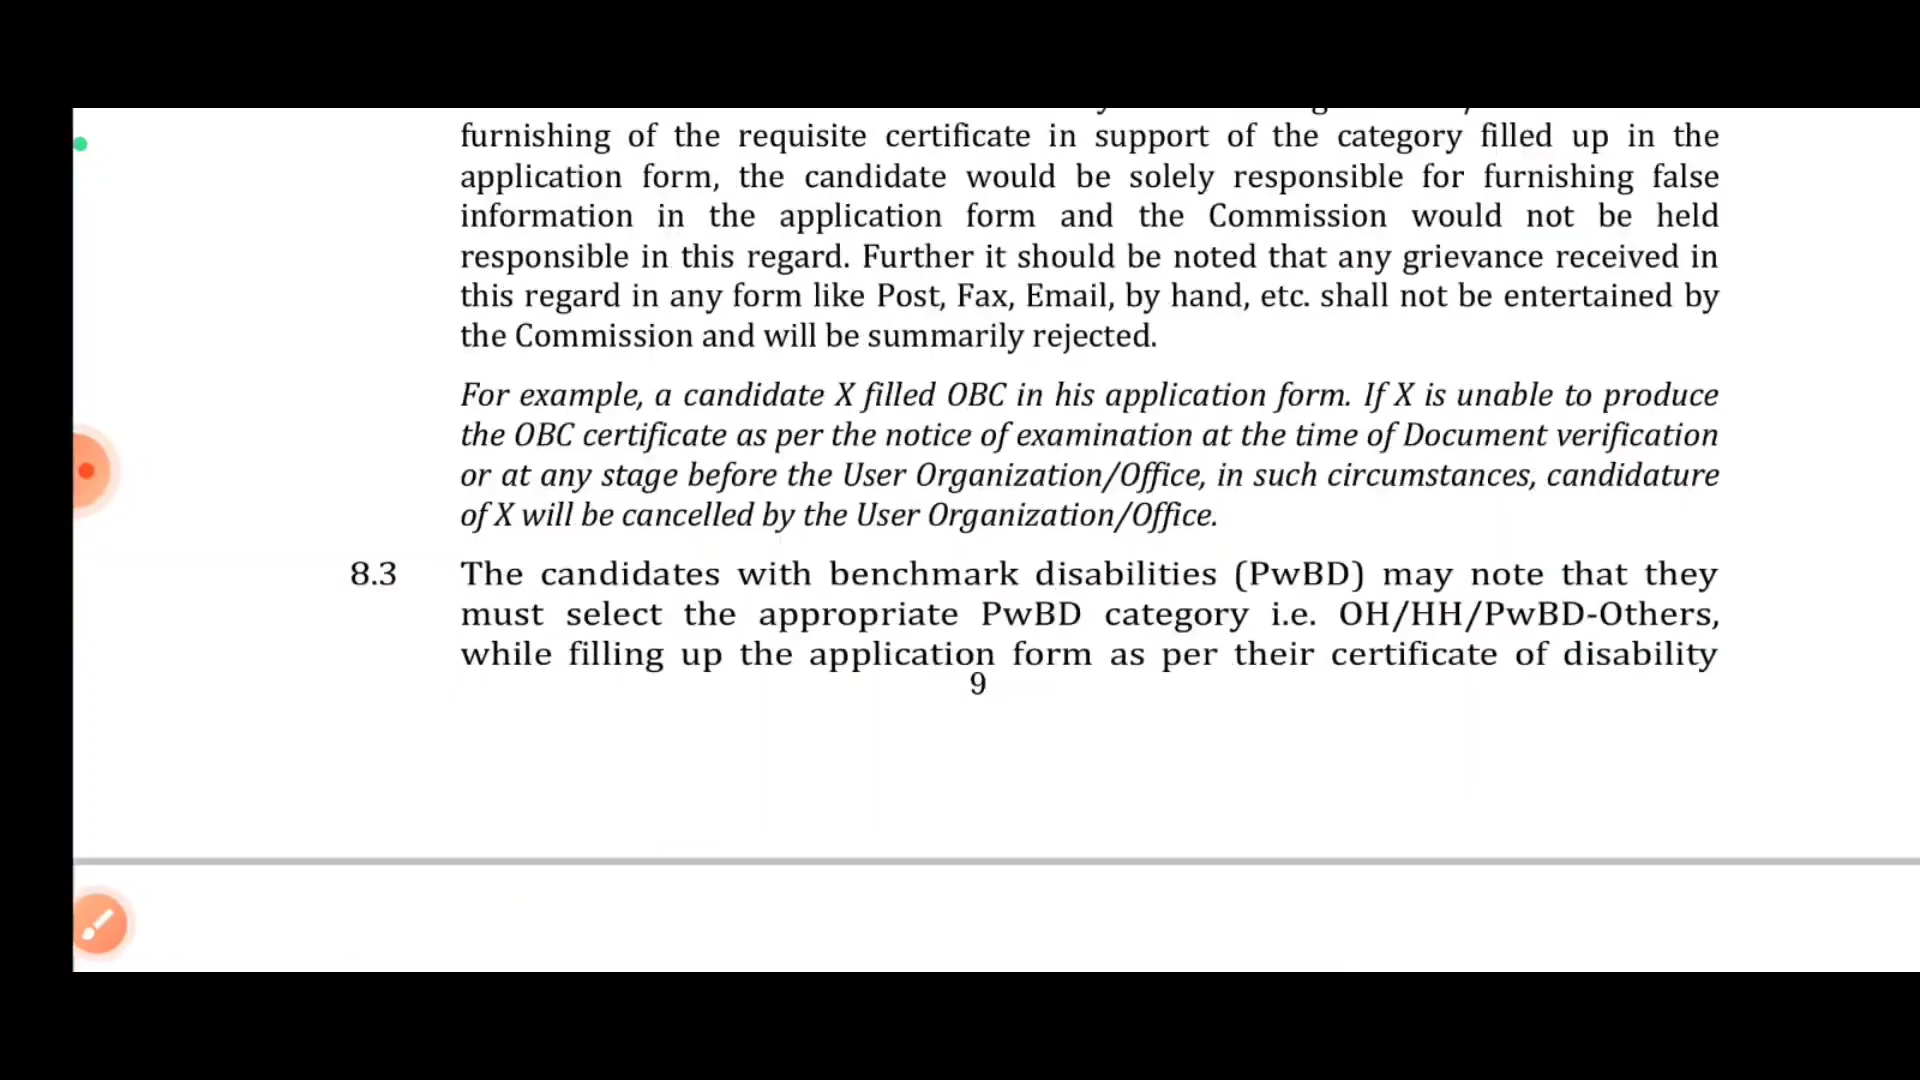 furnishing of the requisite certificate in support of the category filled up in the
application form, the candidate would be solely responsible for furnishing false
information in the application form and the Commission would not be held
responsible in this regard. Further it should be noted that any grievance received in
this regard in any form like Post, Fax, Email, by hand, etc. shall not be entertained by
the Commission and will be summarily rejected.
For example, a candidate X filled OBC in his application form. If X is unable to produce
the OBC certificate as per the notice of examination at the time of Document verification
or at any stage before the User Organization/Office, in such circumstances, candidature
of X will be cancelled by the User Organization/Office.
8.3 The candidates with benchmark disabilities (PwBD) may note that they
must select the appropriate PwBD category i.e. OH/HH/PwBD-Others,
while filling up the application form as per their certificate of disability
9